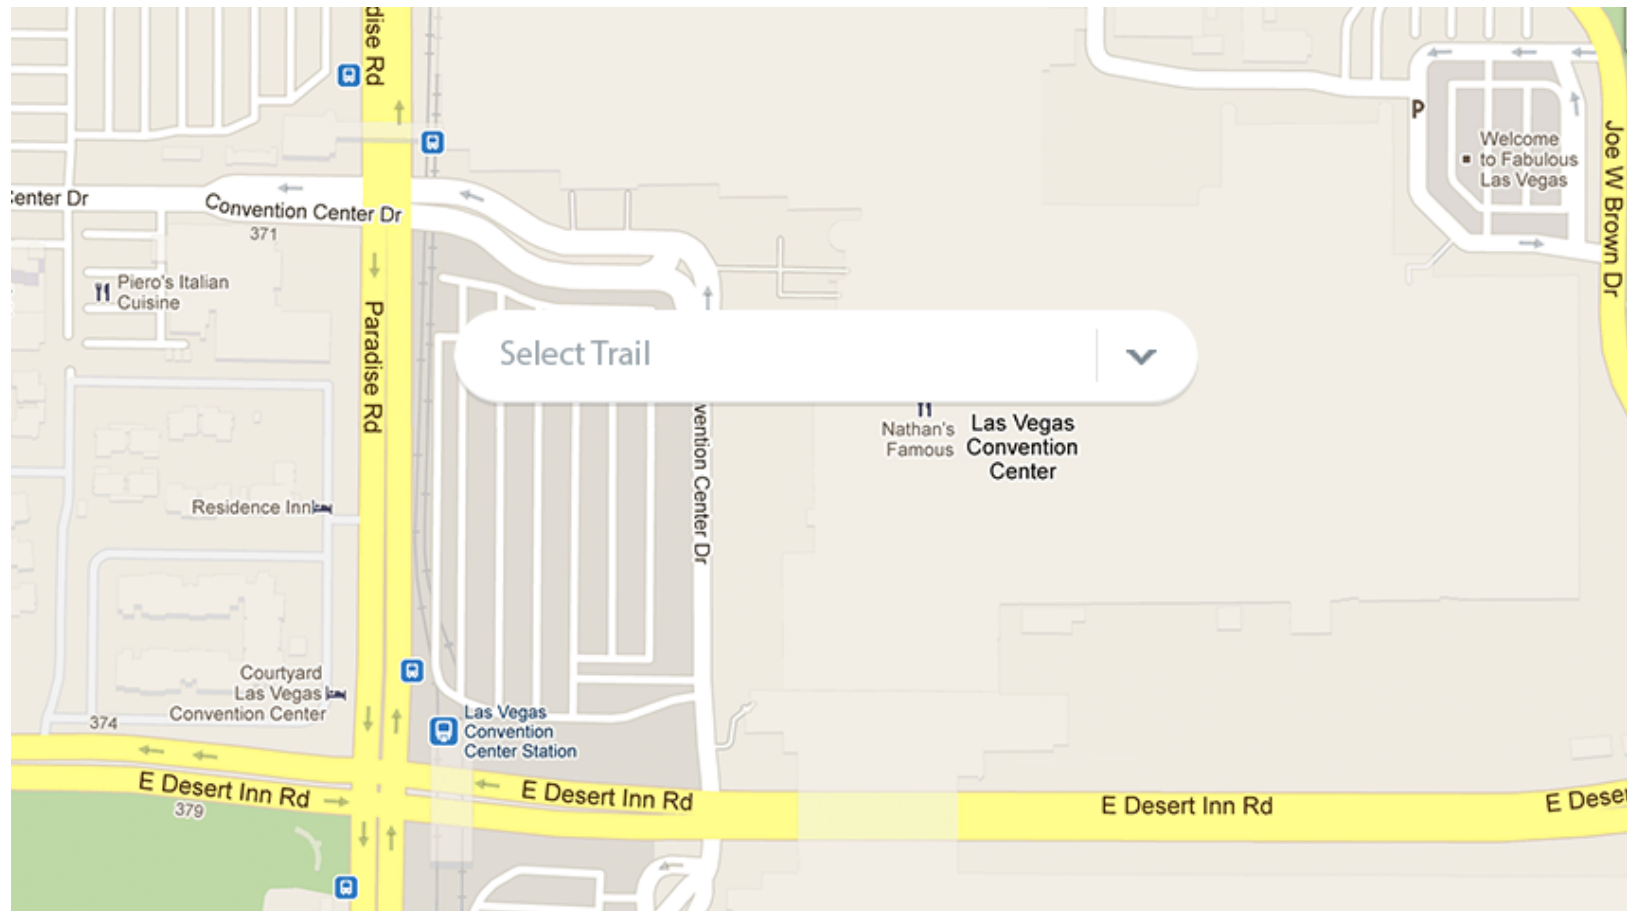 dise Rd
Welcome
to Fabulous
Las Vegas
P
Joe W Brown Dr
enter Dr
Convention Center Dr
371
Piero's Italian
Cuisine
Paradise Rd
Select Trail
Nathan's
Famous
Las Vegas
Convention
Center
vention Center Dr
Residence Inn
Courtyard
Las Vegas
Convention Center
374
Las Vegas
Convention
Center Station
E Desert Inn Rd
379
E Desert Inn Rd
E Desert Inn Rd
E Deser